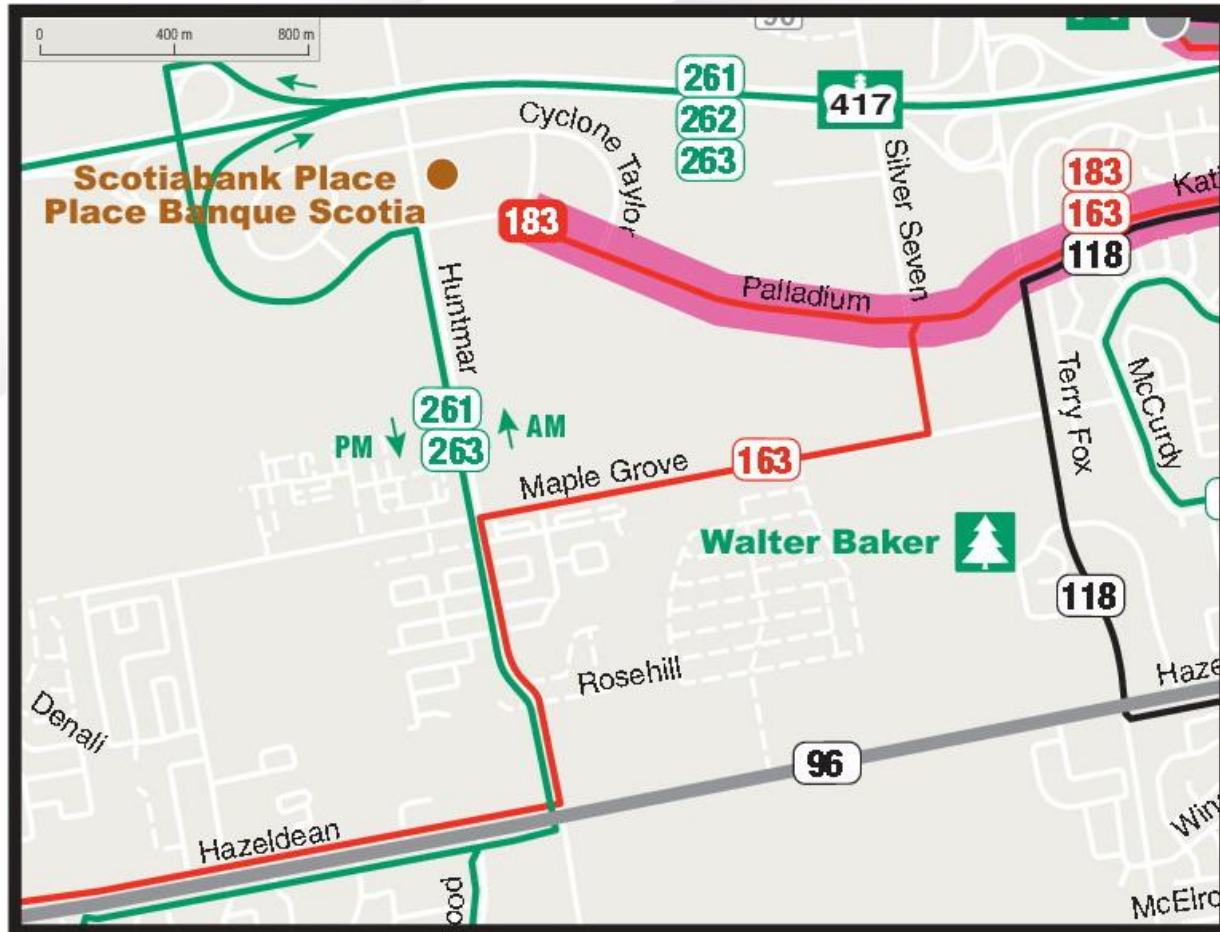 0 400 m 800 m
261
262
263
417
Cyclone Taylor
Silver Seven
Scotiabank Place
Place Banque Scotia
183
183
163
118
Palladium
Huntmar
Terry Fox
McCurdy
261
263
PM
AM
Maple Grove
163
Walter Baker
118
Rosehill
Denali
96
Hazeldean